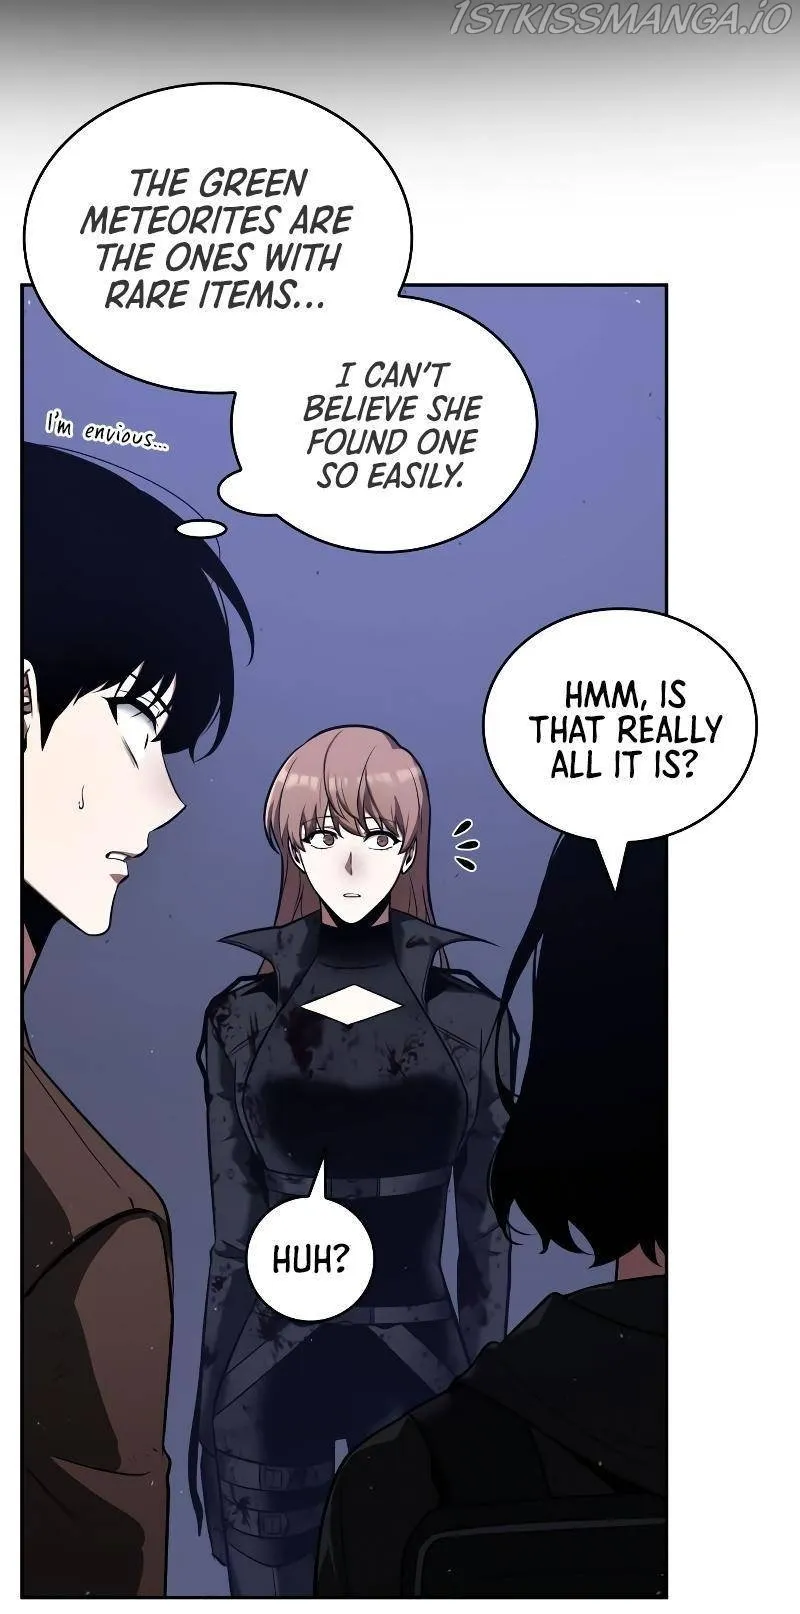 1STKISSMANGA.IO
THE GREEN
METEORITES ARE
THE ONES WITH
RARE ITEMS...
I CAN'T
BELIEVE SHE
FOUND ONE
SO EASILY.
I'm envious...
HMM, IS
THAT REALLY
ALL IT IS?
HUH?